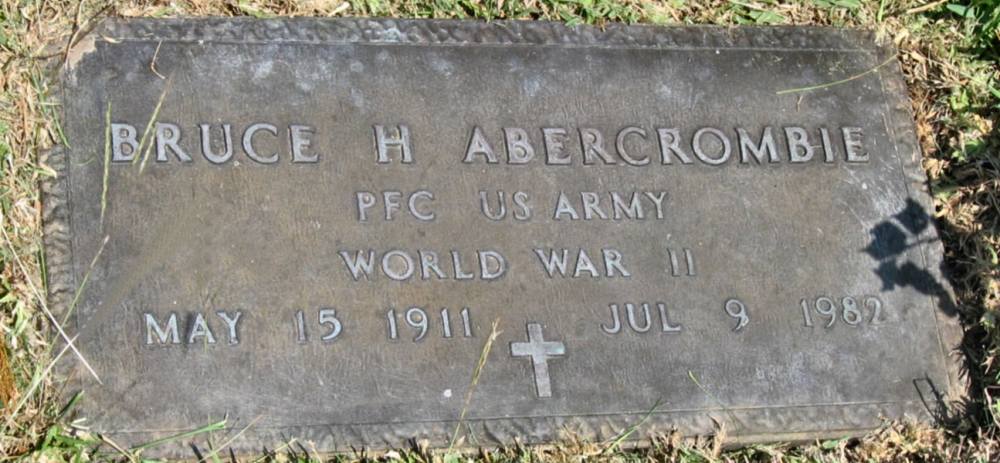 BRUCE H ABERCROMBIE
PFC US ARMY
WORLD WAR II
MAY 15 1911 JUL 9 1982